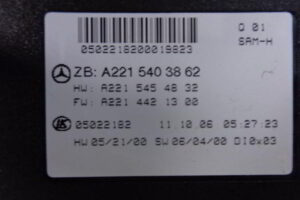 Q 01
SAM-H
0502218200019823
ZB: A221 540 38 62
HW: A221 545 48 32
FW: A221 442 13 00
05022182 11.10.06 05:27:23
HW 05/21/00 SW 06/04/00 DI0x03